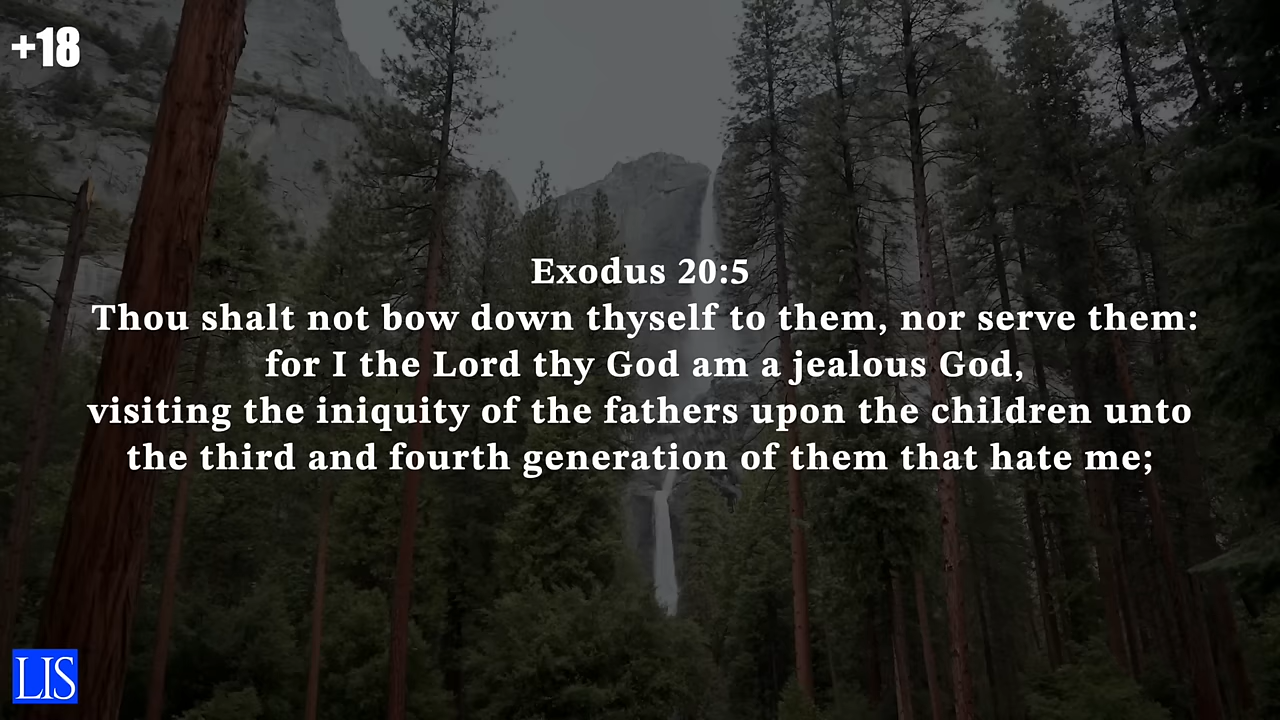 +18
Exodus 20:5
Thou shalt not bow down thyself to them, nor serve them:
for I the Lord thy God am a jealous God,
visiting the iniquity of the fathers upon the children unto
the third and fourth generation of them that hate me;
LIS